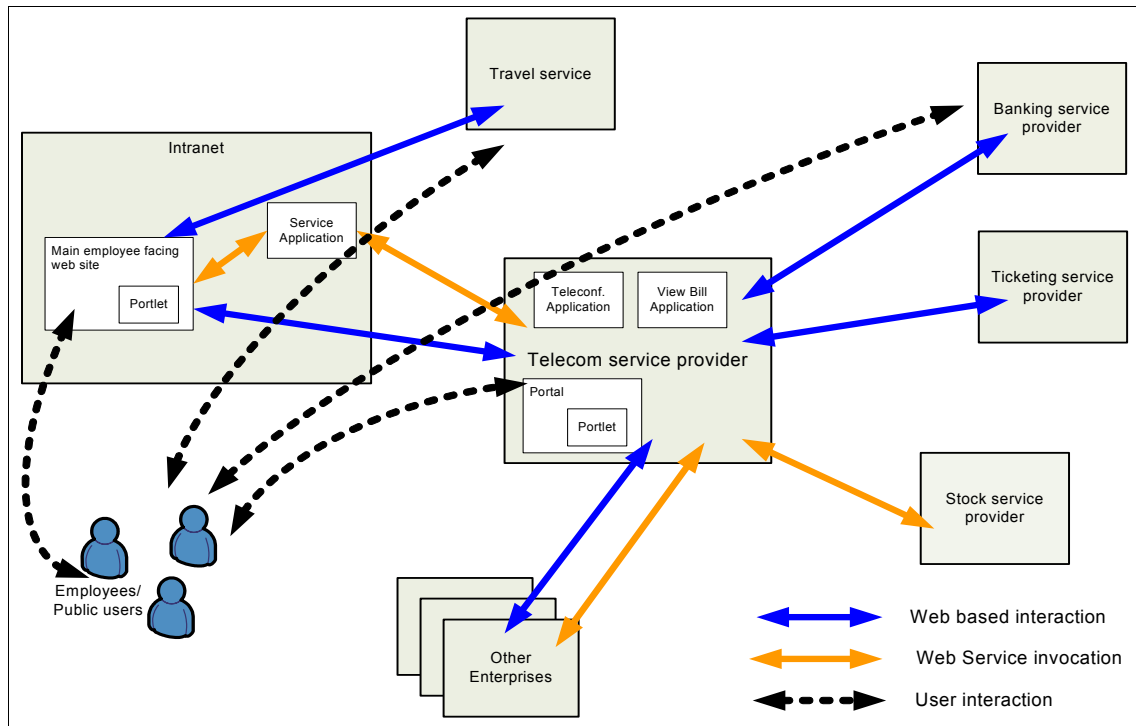 Travel service
Banking service
provider
Intranet
Service
Application
Main employee facing
web site
Portlet
Teleconf.
Application
View Bill
Application
Ticketing service
provider
Telecom service provider
Portal
Portlet
Stock service
provider
Employees/
Public users
Other
Enterprises
Web based interaction
Web Service invocation
User interaction